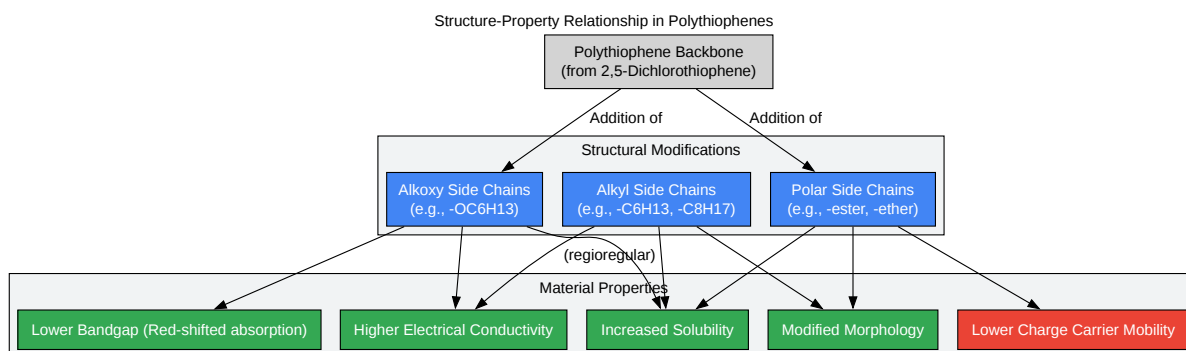 Structure-Property Relationship in Polythiophenes
Polythiophene Backbone
(from 2,5-Dichlorothiophene)
Addition of
Addition of
Structural Modifications
Alkoxy Side Chains
(e.g., -OC6H13)
Alkyl Side Chains
(e.g., -C6H13, -C8H17)
Polar Side Chains
(e.g., -ester, -ether)
(regioregular)
Material Properties
Lower Bandgap (Red-shifted absorption)
Higher Electrical Conductivity
Increased Solubility
Modified Morphology
Lower Charge Carrier Mobility